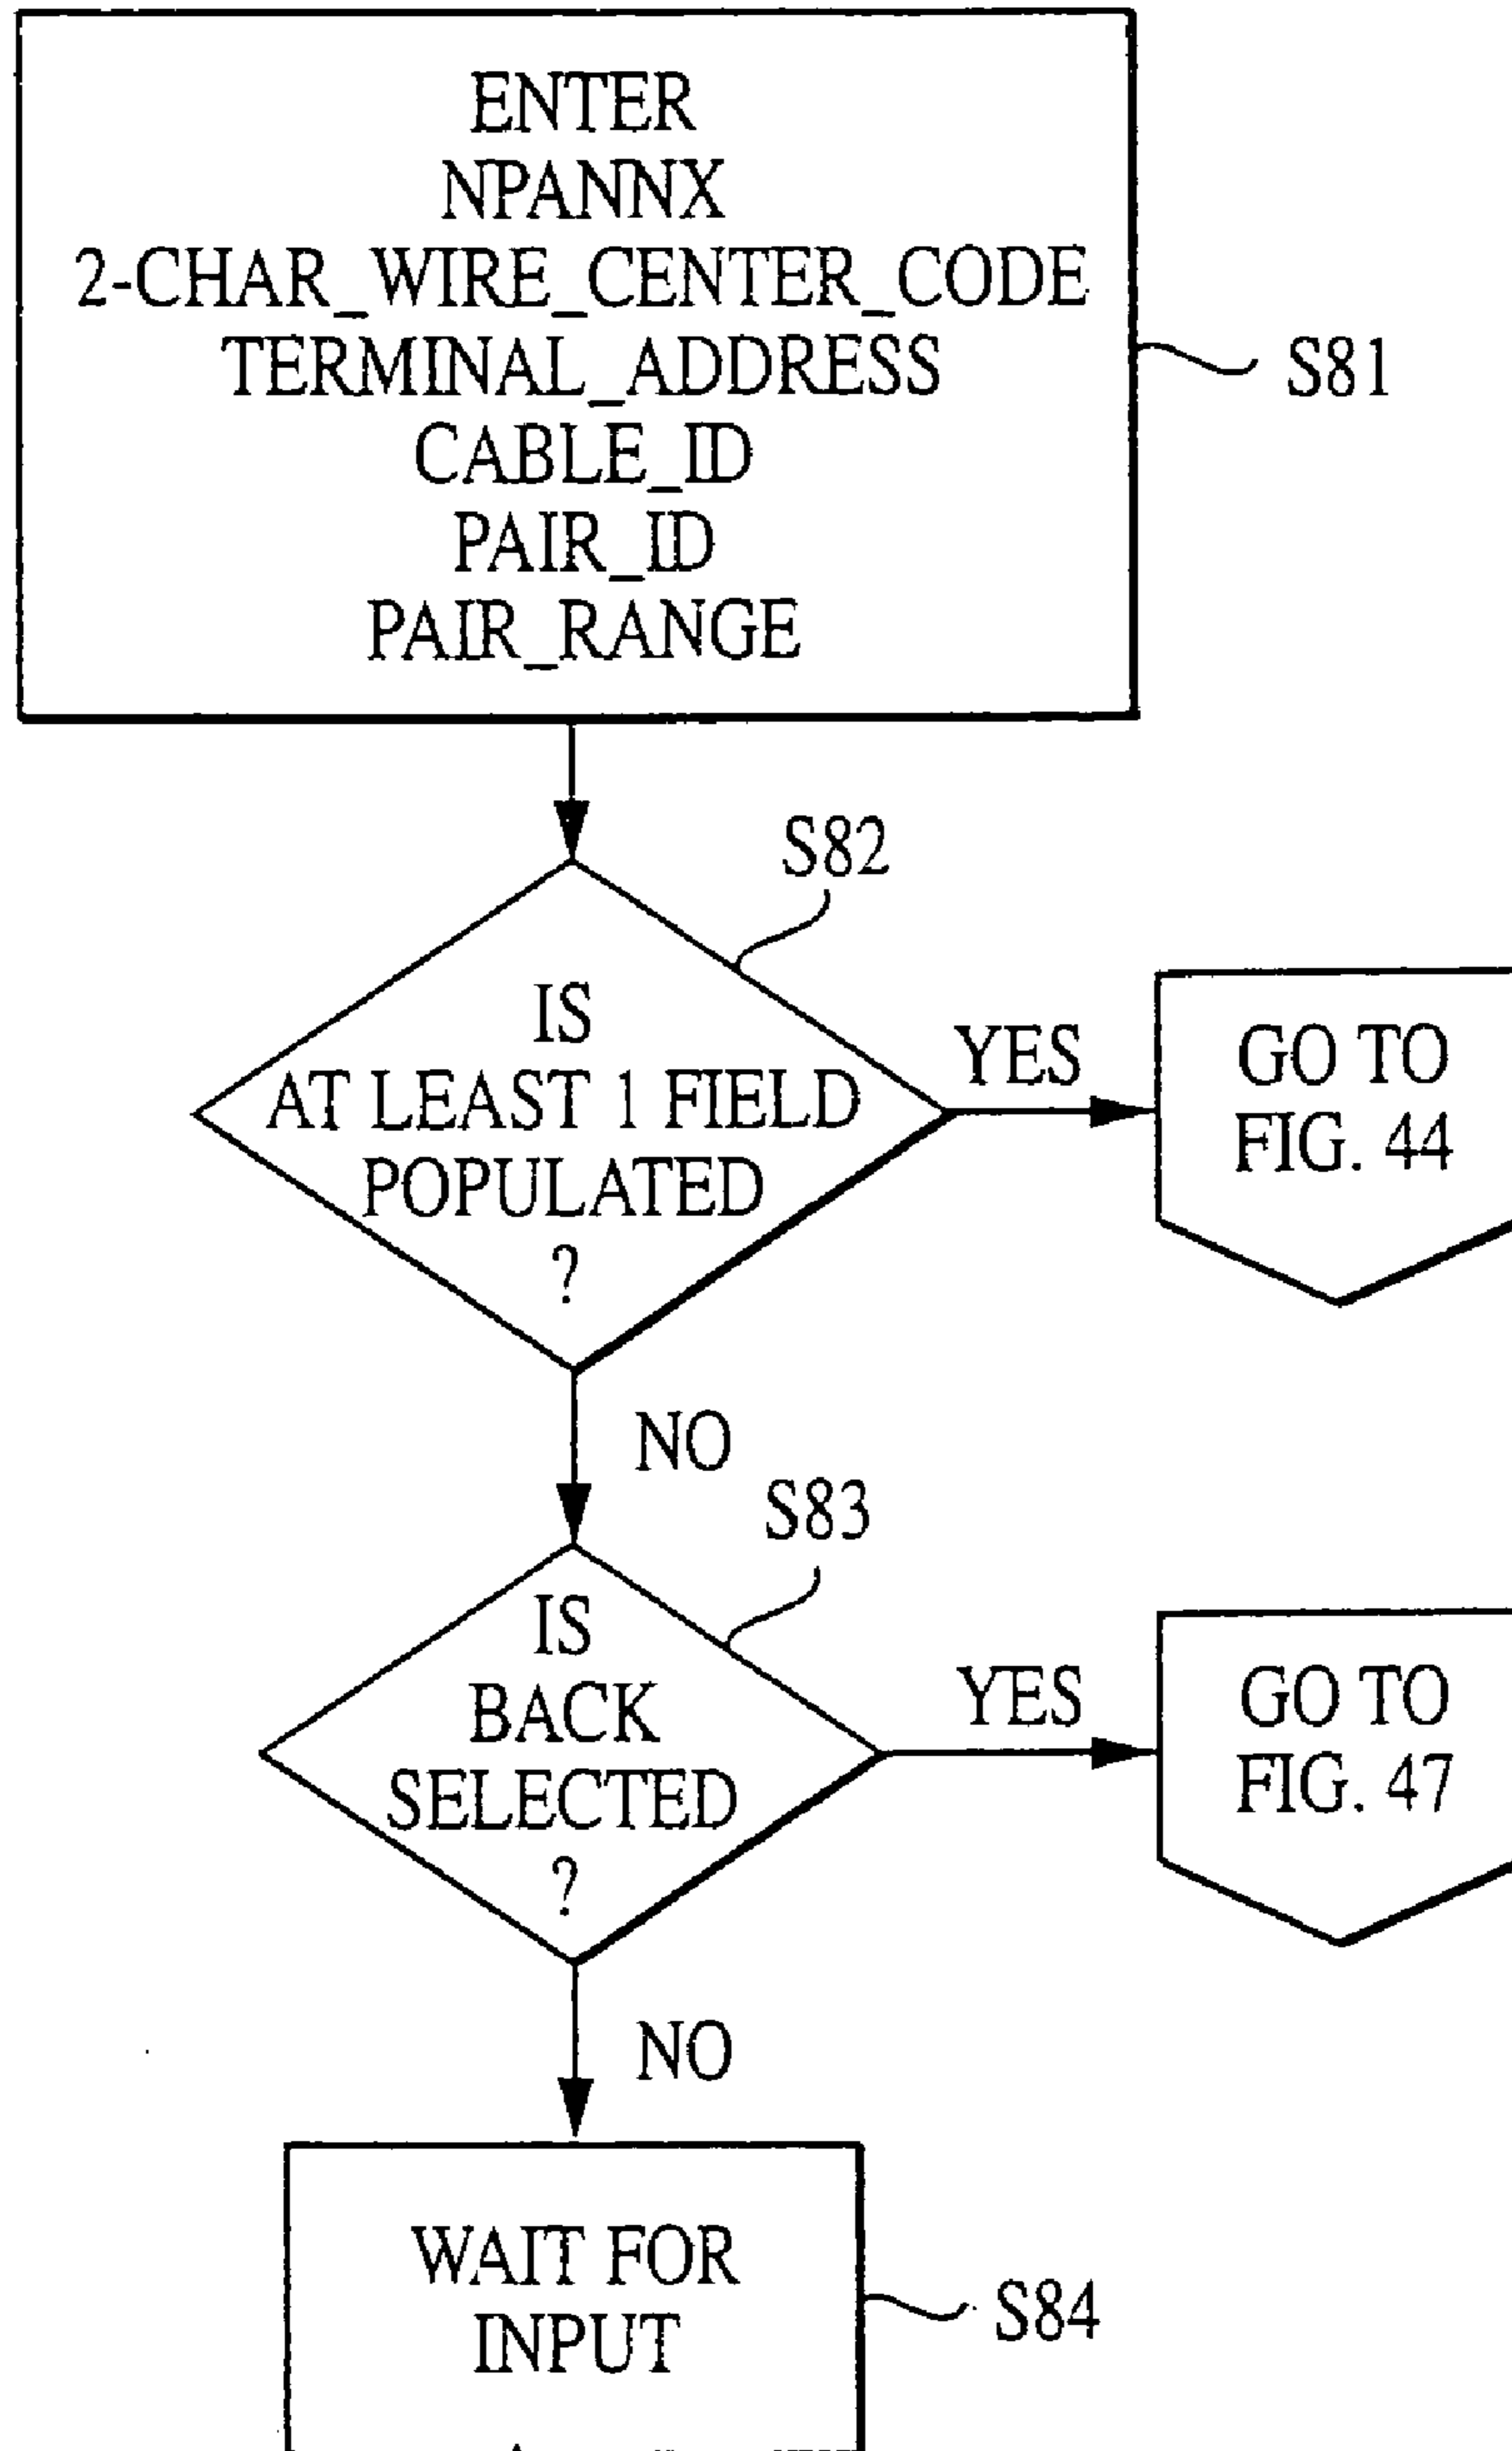 ENTER
NPANNX
2-CHAR_WIRE_CENTER_CODE
TERMINAL_ADDRESS
CABLE_ID
PAIR_ID
PAIR_RANGE
S81
S82
IS
AT LEAST 1 FIELD
POPULATED
?
YES
GO TO
FIG. 44
NO
S83
IS
BACK
SELECTED
?
YES
GO TO
FIG. 47
NO
WAIT FOR
INPUT
S84